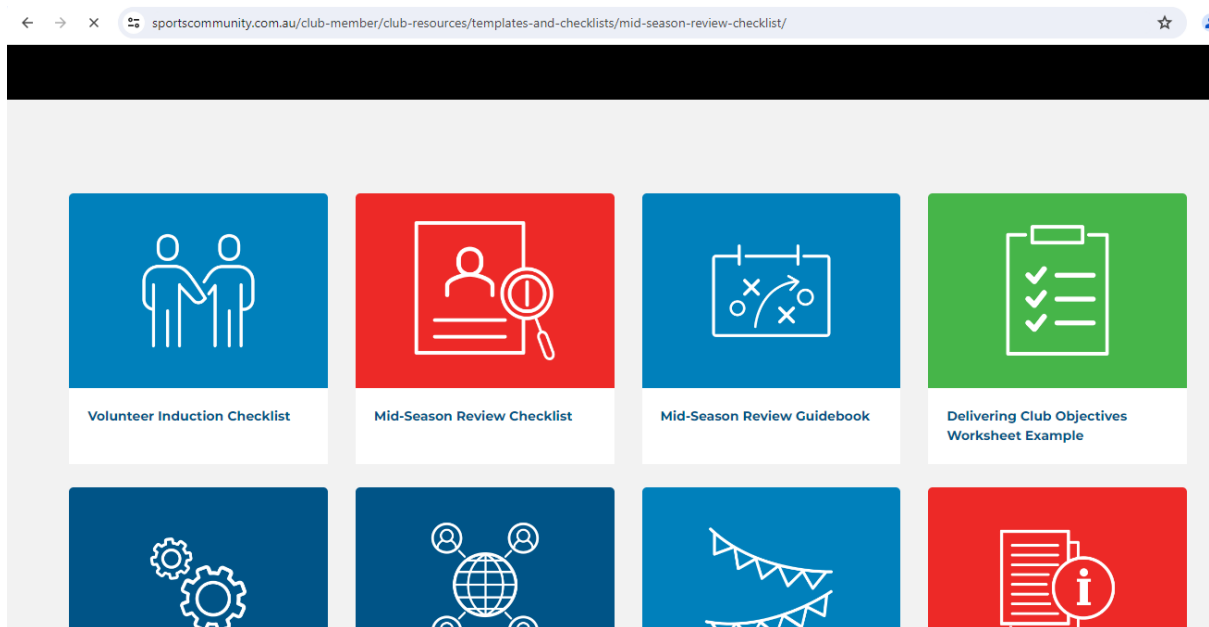 sportscommunity.com.au/club-member/club-resources/templates-and-checklists/mid-season-review-checklist/
Volunteer Induction Checklist
Mid-Season Review Checklist
Mid-Season Review Guidebook
Delivering Club Objectives
Worksheet Example